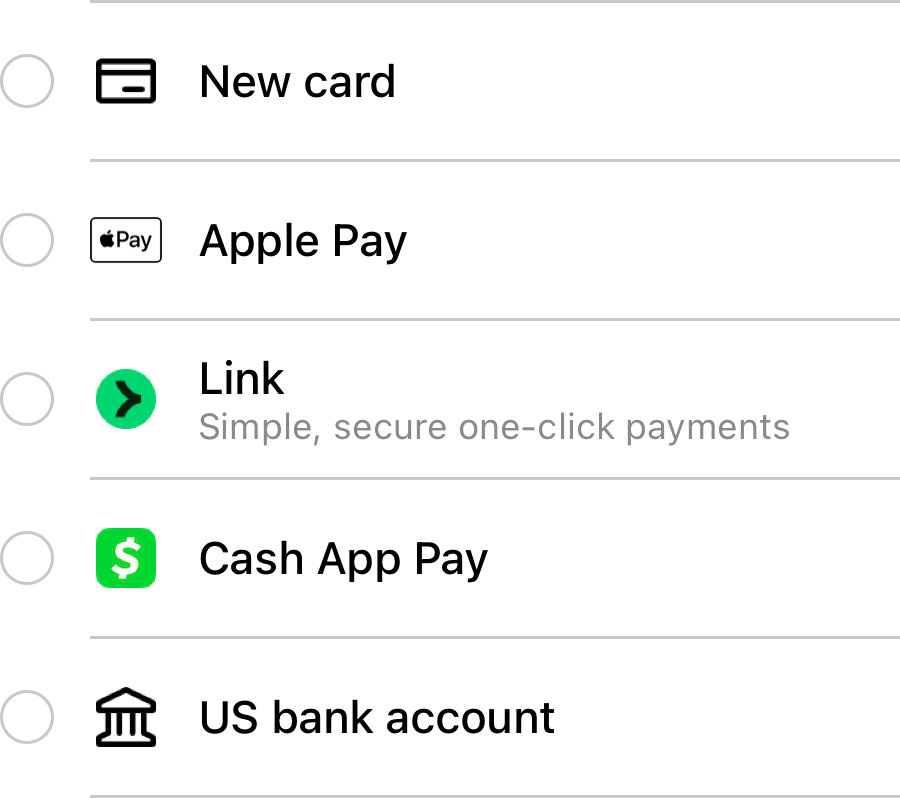 New card
Pay
Apple Pay
Link
Simple, secure one-click payments
$
Cash App Pay
US bank account